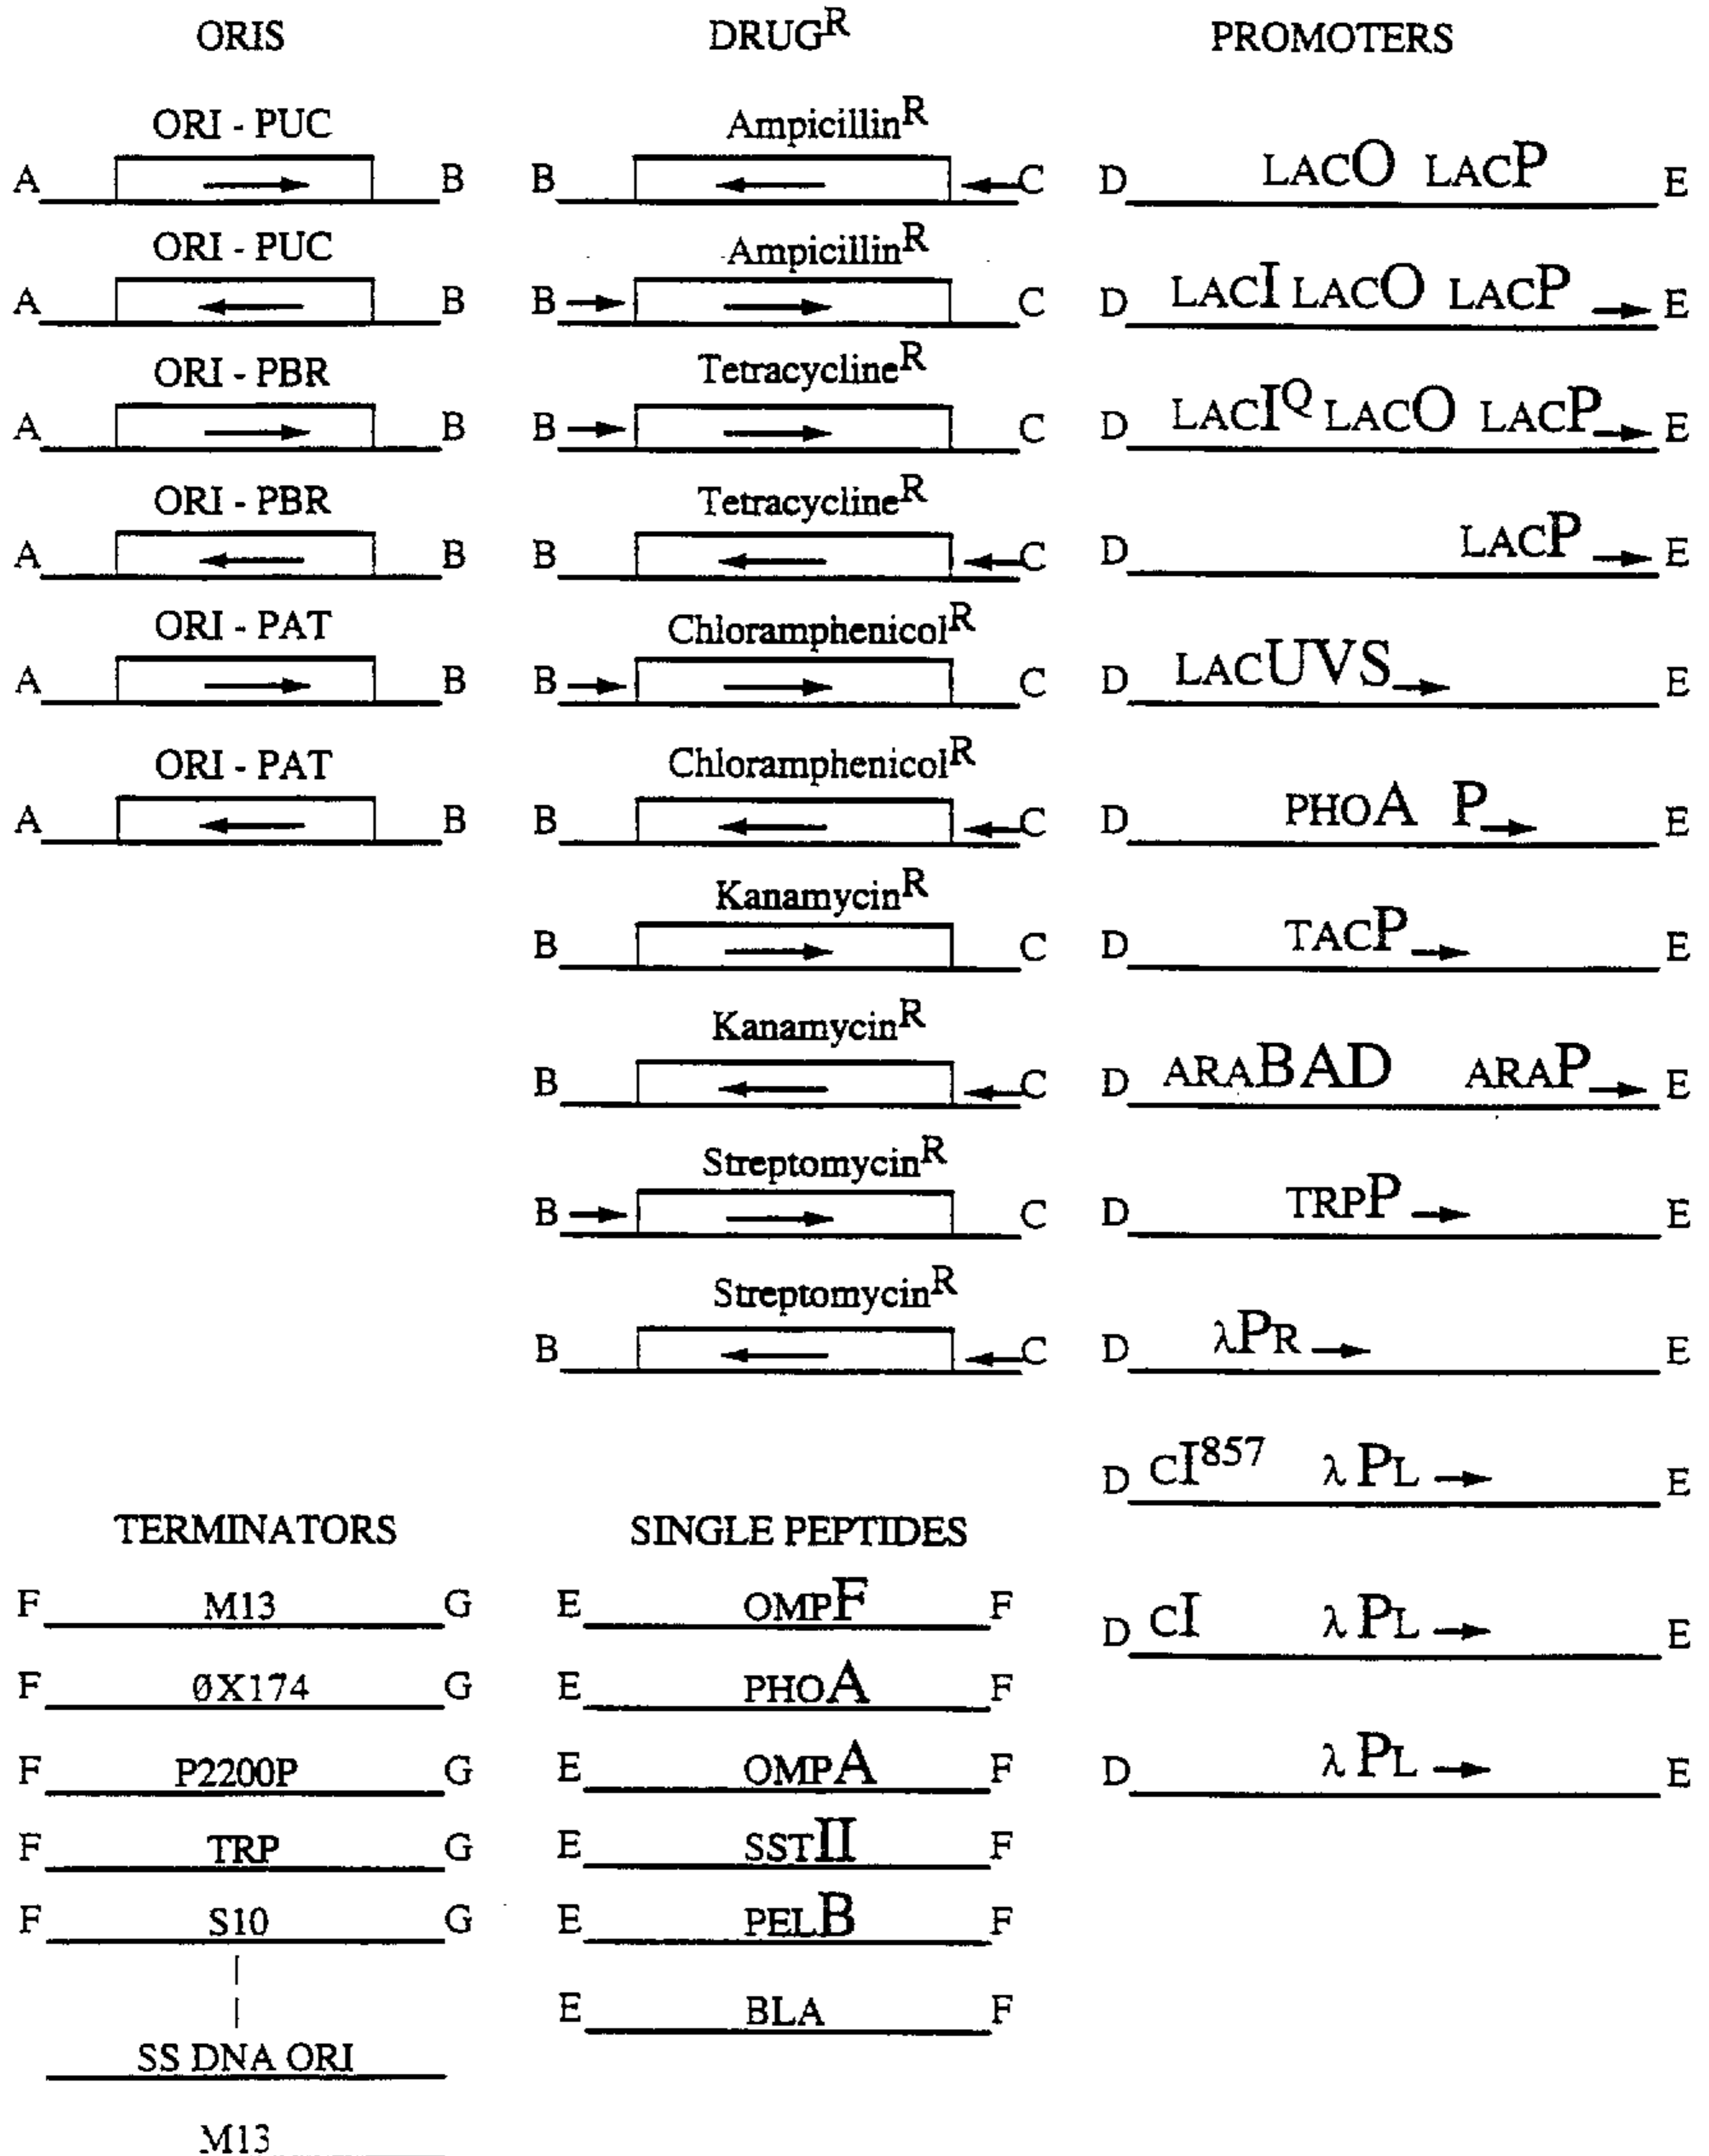 ORIS DRUGR PROMOTERS
ORI - PUC AmpicillinR
A B B C D LACO LACP E
ORI - PUC AmpicillinR
A B B C D LACI LACO LACP E
ORI - PBR TetracyclineR
A B B C D LACIQ LACO LACP E
ORI - PBR TetracyclineR
A B B C D LACP E
ORI - PAT ChloramphenicolR
A B B C D LACUVS E
ORI - PAT ChloramphenicolR
A B B C D PHOA P E
KanamycinR
B C D TACP E
KanamycinR
B C D ARABAD ARAP E
StreptomycinR
B C D TRPP E
StreptomycinR
B C D λPR E
D CI857 λ PL E
TERMINATORS SINGLE PEPTIDES
F M13 G E OMPF F D CI λ PL E
F ØX174 G E PHOA F
F P2200P G E OMPA F D λ PL E
F TRP G E SSTII F
F S10 G E PELB F
E BLA F
SS DNA ORI
M13